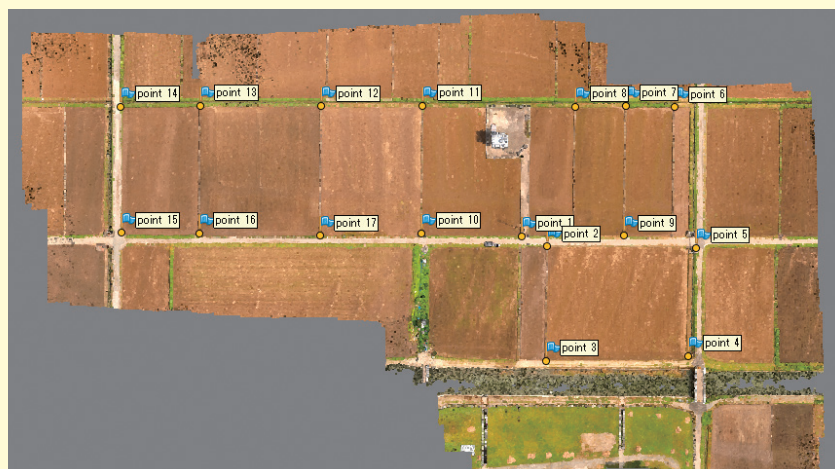 point 14
point 13
point 12
point 11
point 8
point 7
point 6
point 15
point 16
point 17
point 10
point 1
point 2
point 9
point 5
point 3
point 4